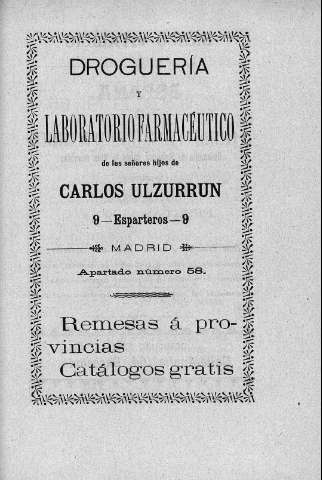 DROGUERÍA
Y
LABORATORIO FARMACÉUTICO
de los señores hijos de
CARLOS ULZURRUN
9—Esparteros—9
MADRID
Apartado número 58.
Remesas á pro-
vincias
Catálogos gratis